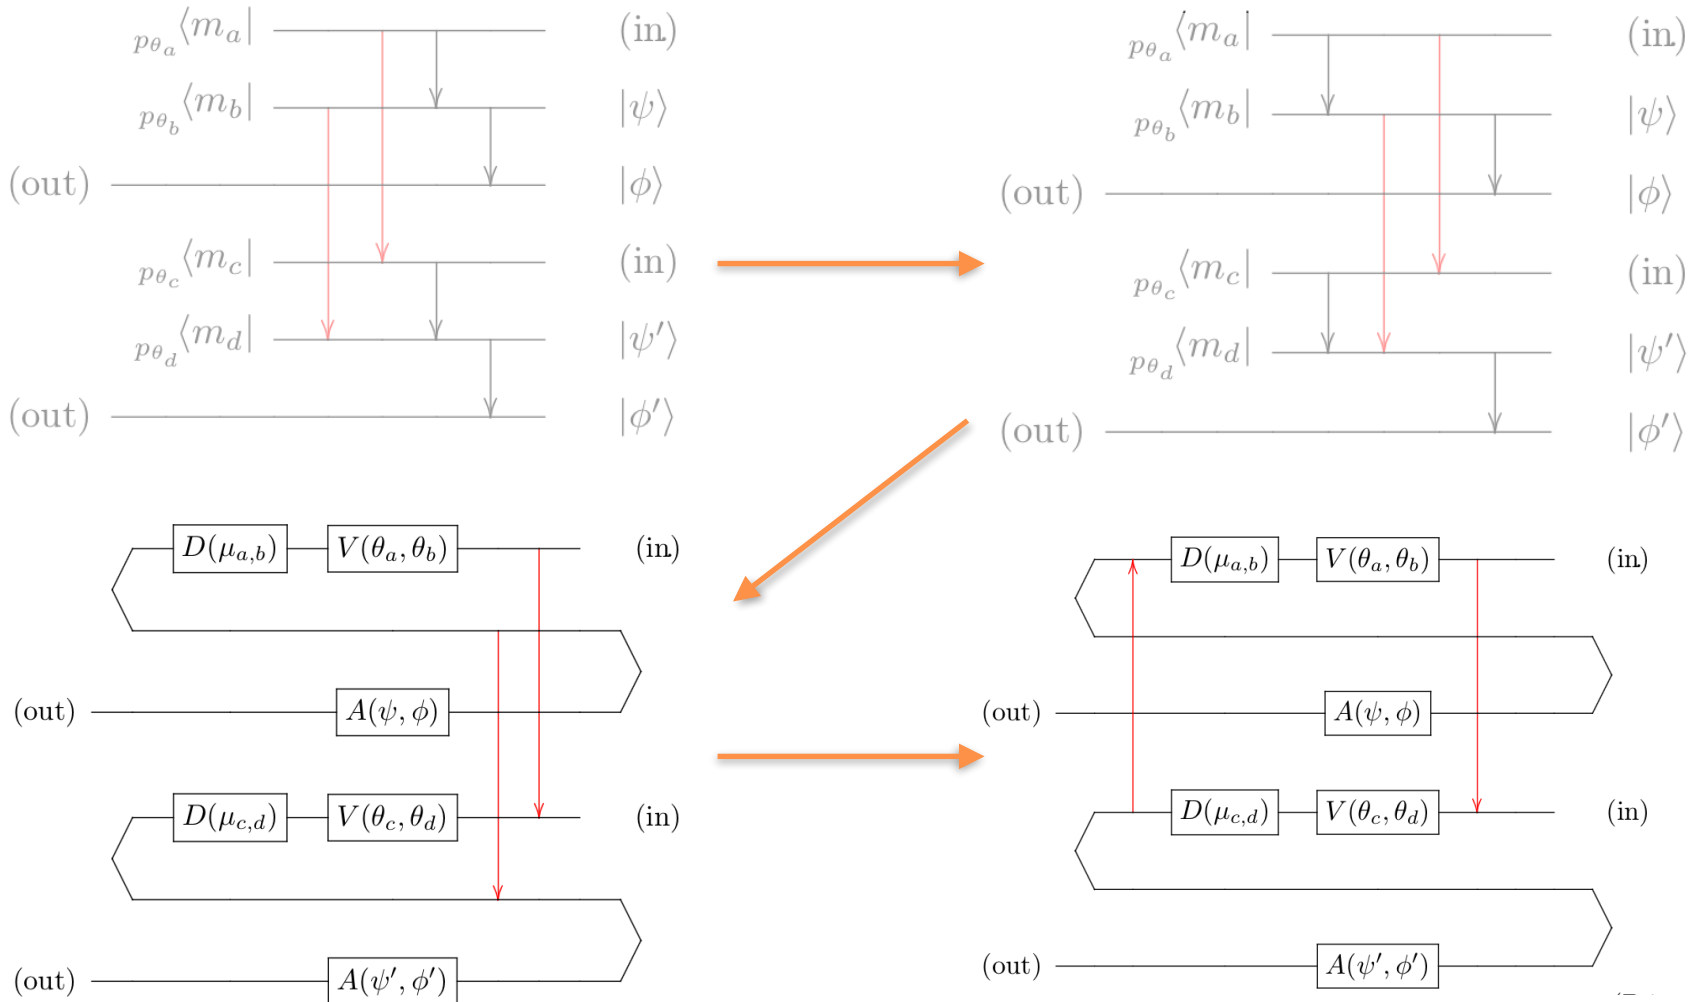 p_{θ_a}⟨m_a| (in)
p_{θ_b}⟨m_b| |ψ⟩
(out) |ϕ⟩
p_{θ_c}⟨m_c| (in)
p_{θ_d}⟨m_d| |ψ′⟩
(out) |ϕ′⟩
p_{θ_a}⟨m_a| (in)
p_{θ_b}⟨m_b| |ψ⟩
(out) |ϕ⟩
p_{θ_c}⟨m_c| (in)
p_{θ_d}⟨m_d| |ψ′⟩
(out) |ϕ′⟩
D(μ_{a,b}) V(θ_a, θ_b) (in)
(out) A(ψ, ϕ)
D(μ_{c,d}) V(θ_c, θ_d) (in)
(out) A(ψ′, ϕ′)
D(μ_{a,b}) V(θ_a, θ_b) (in)
(out) A(ψ, ϕ)
D(μ_{c,d}) V(θ_c, θ_d) (in)
(out) A(ψ′, ϕ′)